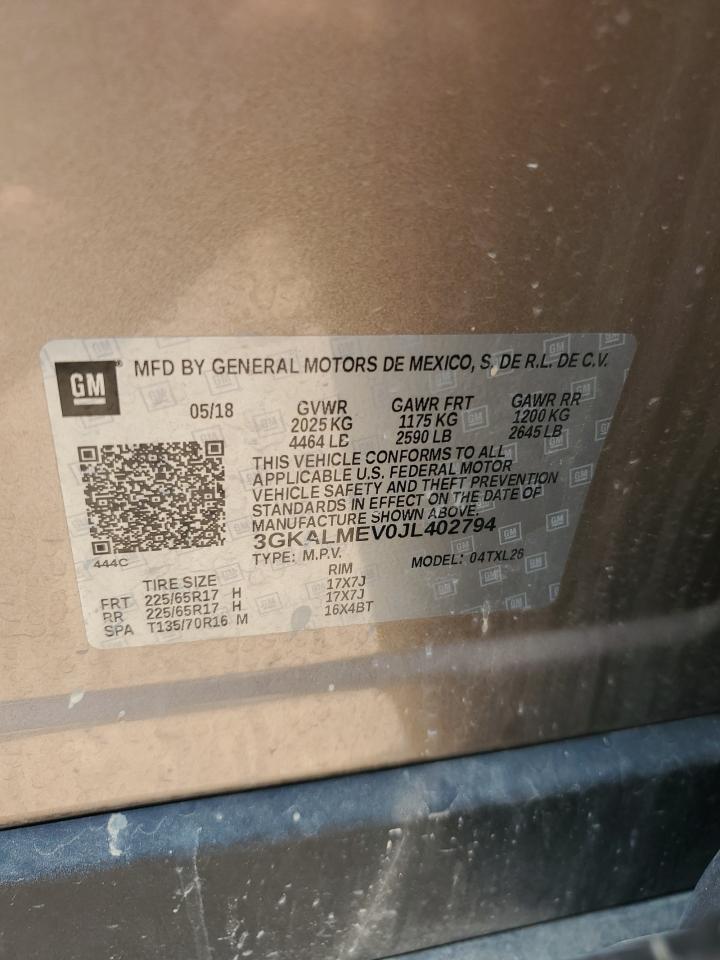 GM
MFD BY GENERAL MOTORS DE MEXICO, S. DE R.L. DE C.V.
05/18 GVWR GAWR FRT GAWR RR
2025 KG 1175 KG 1200 KG
4464 LB 2590 LB 2645 LB
THIS VEHICLE CONFORMS TO ALL
APPLICABLE U.S. FEDERAL MOTOR
VEHICLE SAFETY AND THEFT PREVENTION
STANDARDS IN EFFECT ON THE DATE OF
MANUFACTURE SHOWN ABOVE.
3GKALMEV0JL402794
444C
TYPE: M.P.V. MODEL: 04TXL26
TIRE SIZE RIM
FRT 225/65R17 H 17X7J
RR 225/65R17 H 17X7J
SPA T135/70R16 M 16X4BT